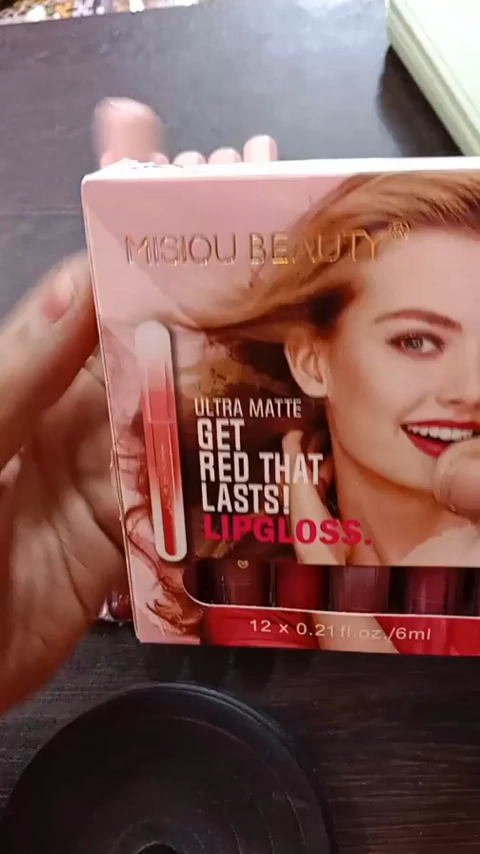 MISIOU BEAUTY®
ULTRA MATTE
GET
RED THAT
LASTS!
LIPGLOSS.
12 x 0.21 fl.oz./6ml